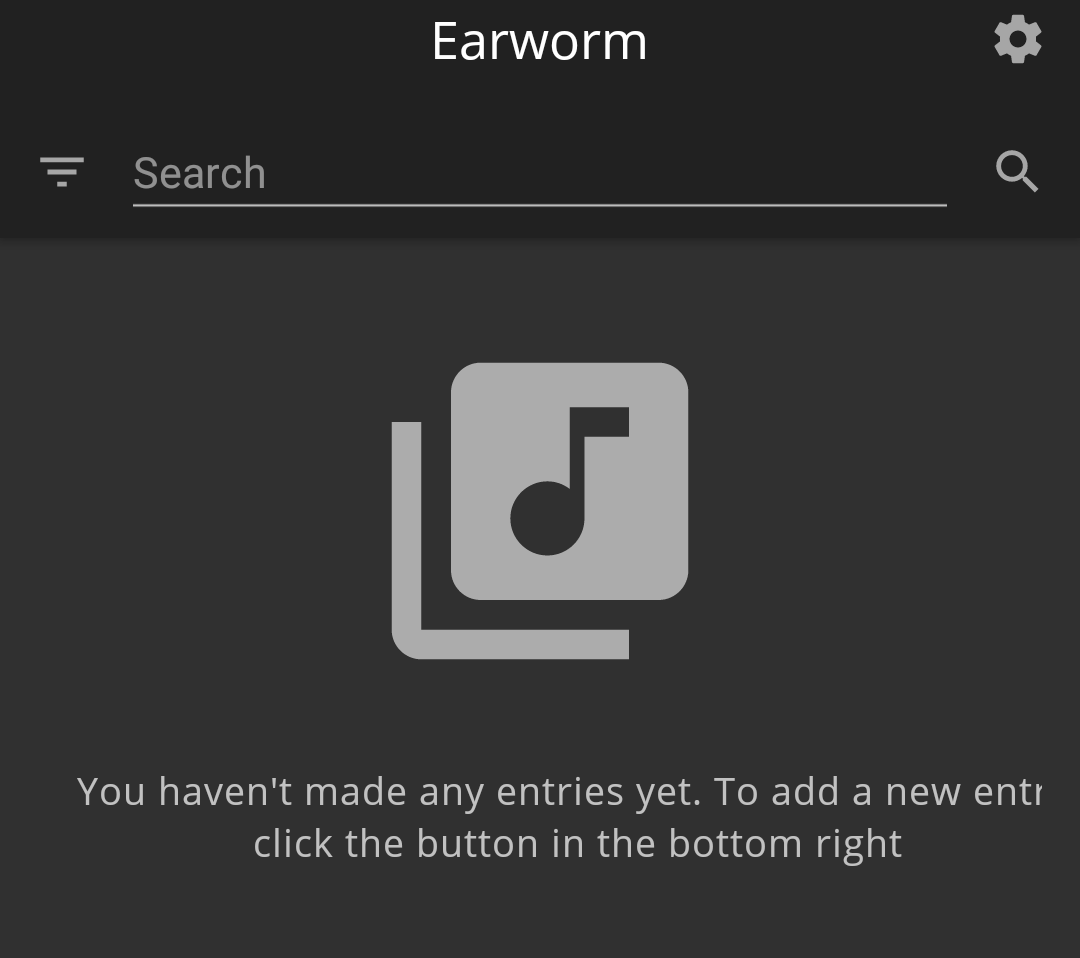 Earworm
Search
You haven't made any entries yet. To add a new entr
click the button in the bottom right